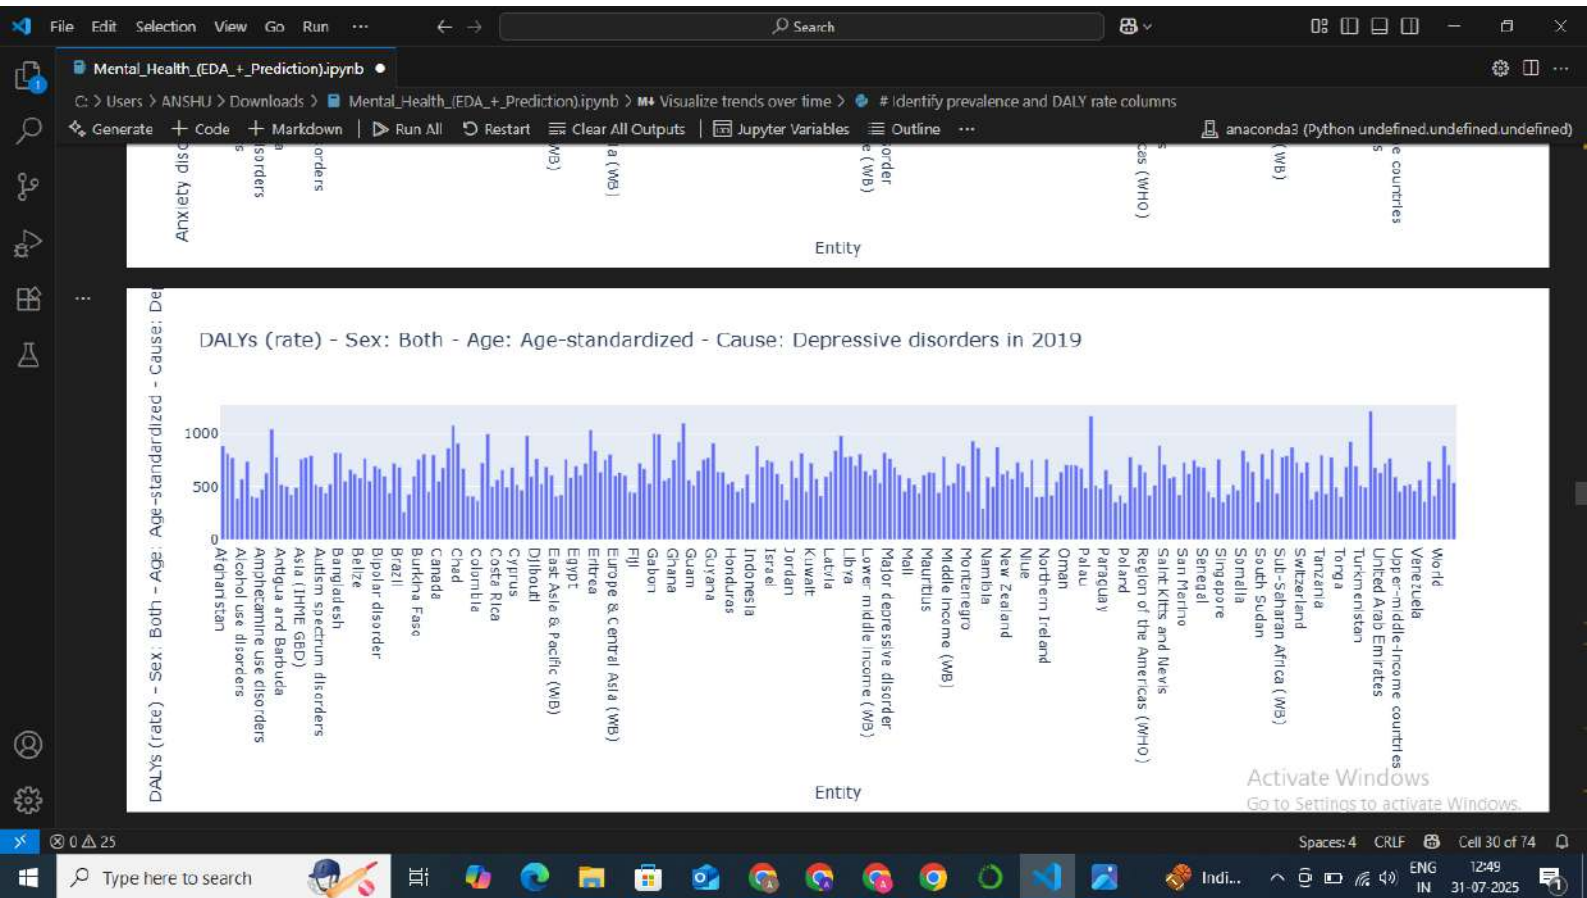 File Edit Selection View Go Run ··· Search
Mental_Health_(EDA_+_Prediction).ipynb
C: > Users > ANSHU > Downloads > Mental_Health_(EDA_+_Prediction).ipynb > M↓ Visualize trends over time > # Identify prevalence and DALY rate columns
Generate + Code + Markdown | Run All Restart Clear All Outputs | Jupyter Variables Outline ··· anaconda3 (Python undefined.undefined.undefined)
Entity
DALYs (rate) - Sex: Both - Age: Age-standardized - Cause: Depressive disorders in 2019
DALYs (rate) - Sex: Both - Age: Age-standardized - Cause: De
1000
500
0
Afghanistan
Alcohol use disorders
Amphetamine use disorders
Antigua and Barbuda
Asia (IHME GBD)
Autism spectrum disorders
Bangladesh
Belize
Bipolar disorder
Brazil
Burkina Faso
Canada
Chad
Colombia
Costa Rica
Cyprus
Djibouti
East Asia & Pacific (WB)
Egypt
Eritrea
Europe & Central Asia (WB)
Fiji
Gabon
Ghana
Guam
Guyana
Honduras
Indonesia
Israel
Jordan
Kuwait
Latvia
Libya
Lower middle Income (WB)
Major depressive disorder
Mali
Mauritius
Middle Income (WB)
Montenegro
Namibia
New Zealand
Niue
Northern Ireland
Oman
Palau
Paraguay
Poland
Region of the Americas (WHO)
Saint Kitts and Nevis
San Marino
Senegal
Singapore
Somalia
South Sudan
Sub-Saharan Africa (WB)
Switzerland
Tanzania
Tonga
Turkmenistan
United Arab Emirates
Upper-middle-Income countries
Venezuela
World
Entity
Activate Windows
Go to Settings to activate Windows.
0 25 Spaces: 4 CRLF Cell 30 of 74
Type here to search Indi... ENG 12:49
IN 31-07-2025